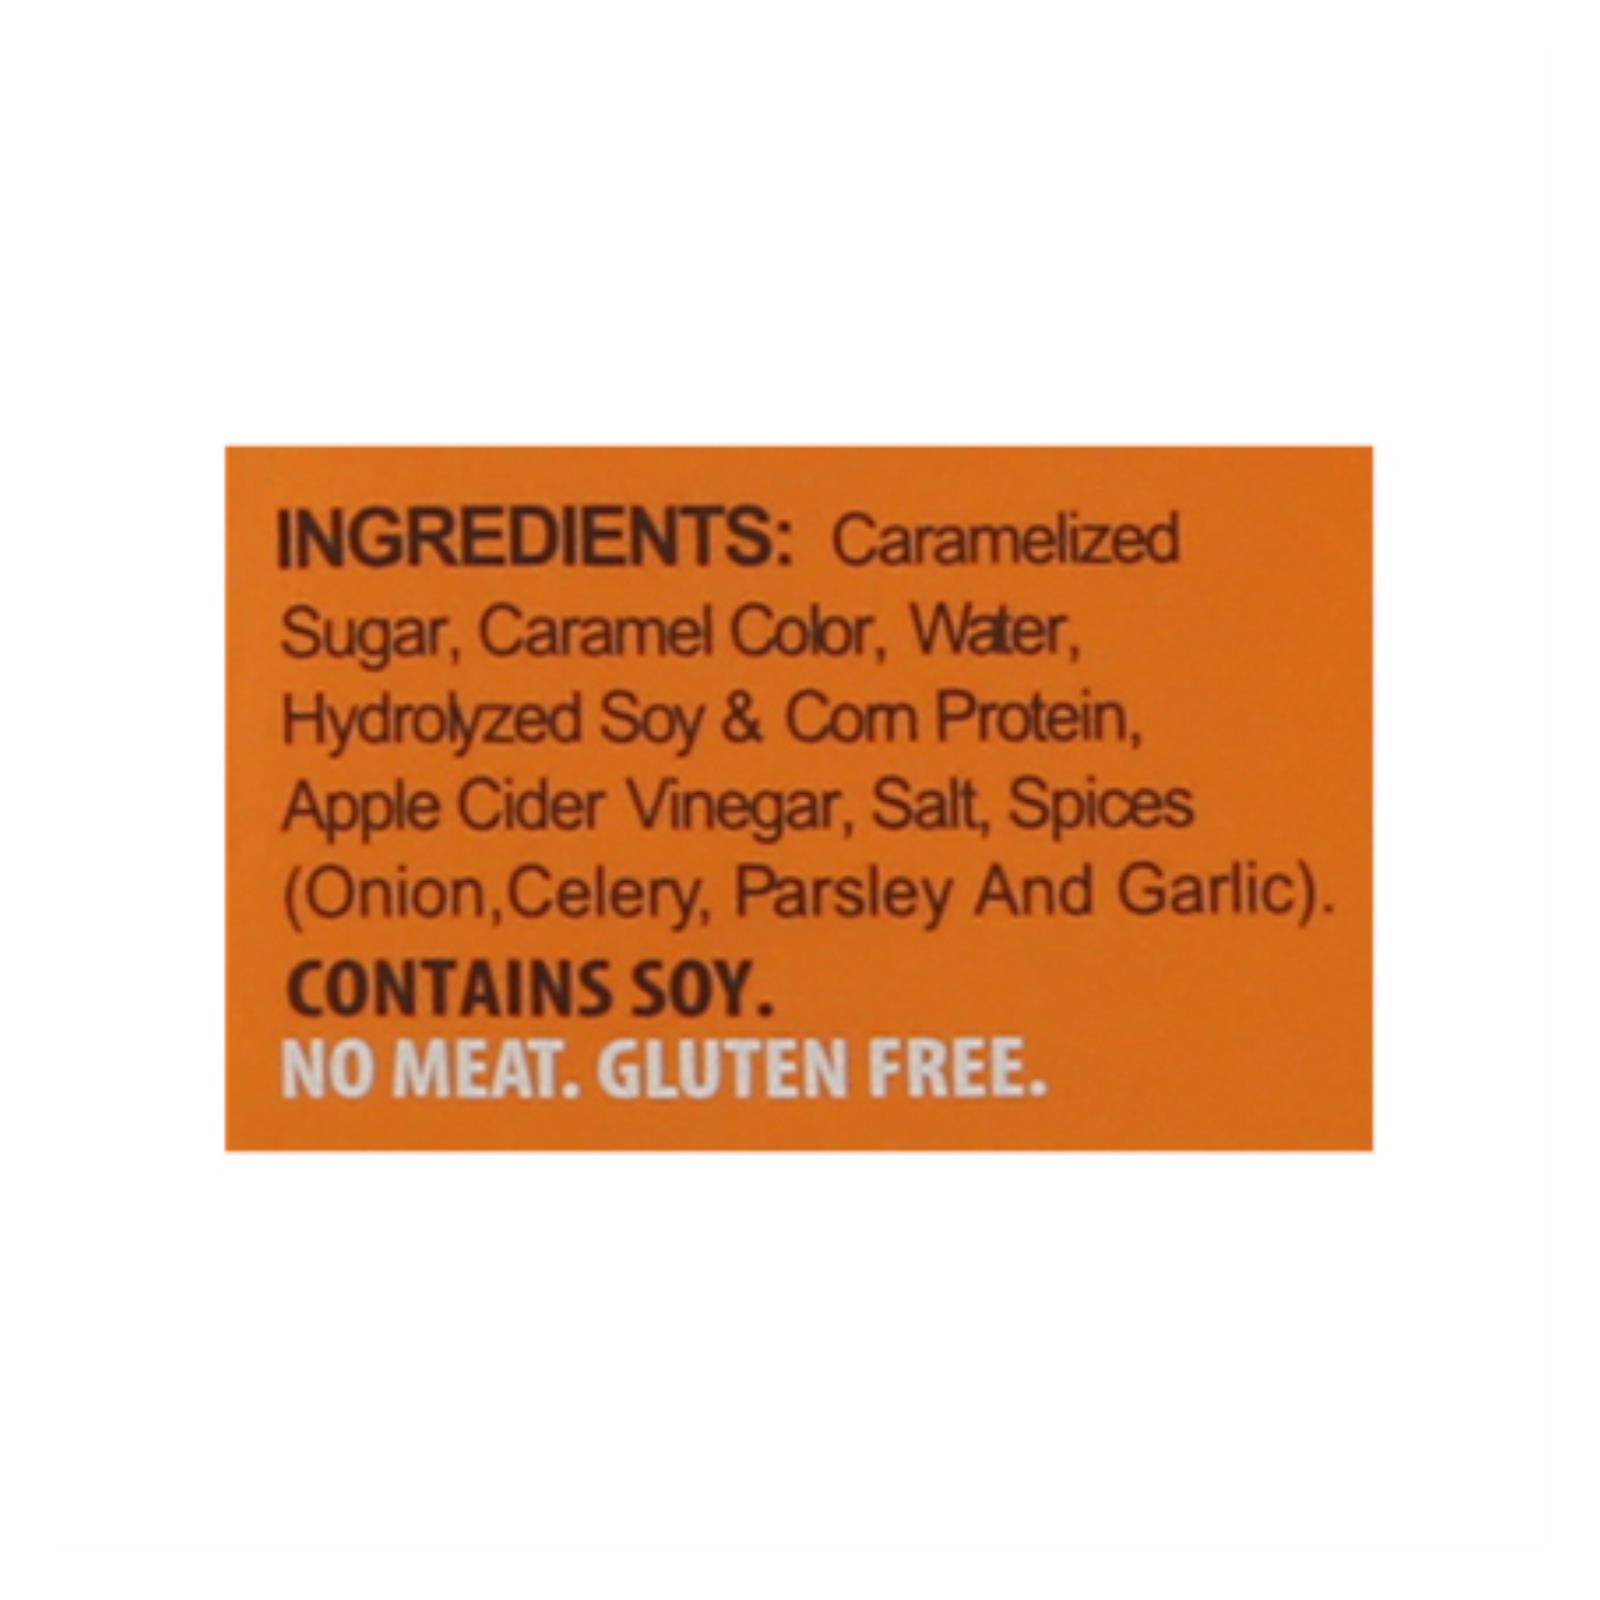 INGREDIENTS: Caramelized
Sugar, Caramel Color, Water,
Hydrolyzed Soy & Corn Protein,
Apple Cider Vinegar, Salt, Spices
(Onion,Celery, Parsley And Garlic).
CONTAINS SOY.
NO MEAT. GLUTEN FREE.